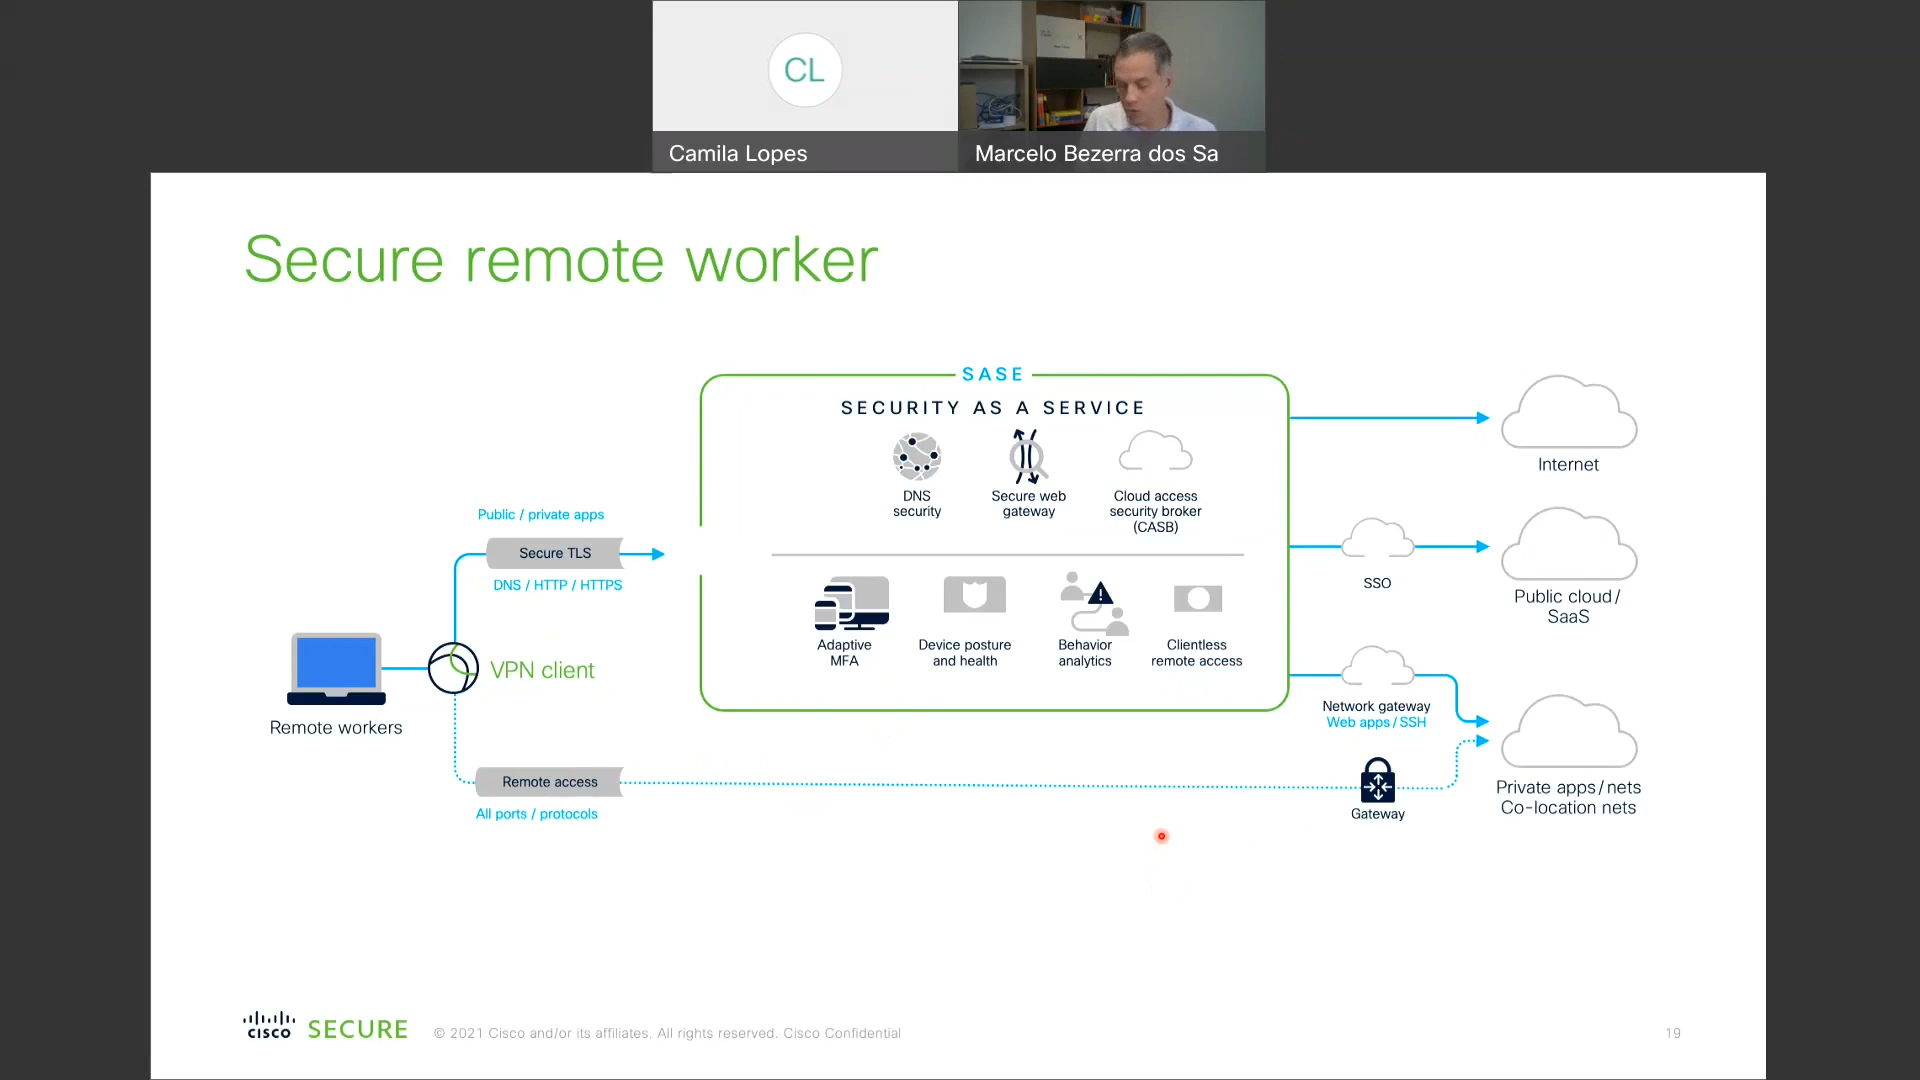 CL
Camila Lopes
Marcelo Bezerra dos Sa
Secure remote worker
SASE
SECURITY AS A SERVICE
DNS
security
Secure web
gateway
Cloud access
security broker
(CASB)
Adaptive
MFA
Device posture
and health
Behavior
analytics
Clientless
remote access
Public / private apps
Secure TLS
DNS / HTTP / HTTPS
VPN client
Remote workers
Remote access
All ports / protocols
Internet
SSO
Public cloud /
SaaS
Network gateway
Web apps / SSH
Gateway
Private apps / nets
Co-location nets
cisco SECURE
© 2021 Cisco and/or its affiliates. All rights reserved. Cisco Confidential
19